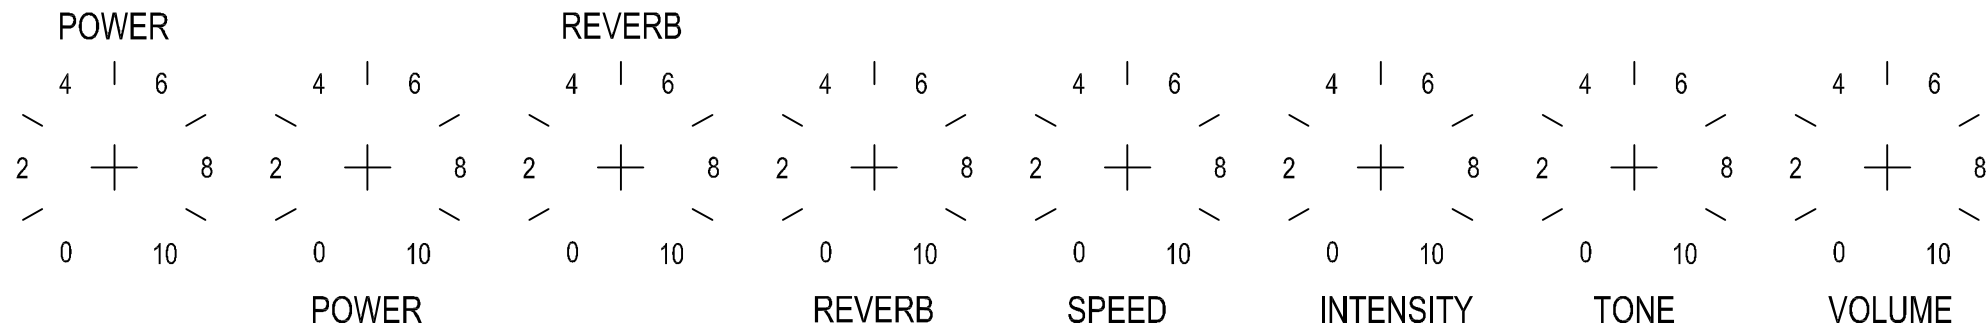 POWER REVERB
4 6 4 6 4 6 4 6 4 6 4 6 4 6 4 6
2 8 2 8 2 8 2 8 2 8 2 8 2 8 2 8
0 10 0 10 0 10 0 10 0 10 0 10 0 10 0 10
POWER REVERB SPEED INTENSITY TONE VOLUME